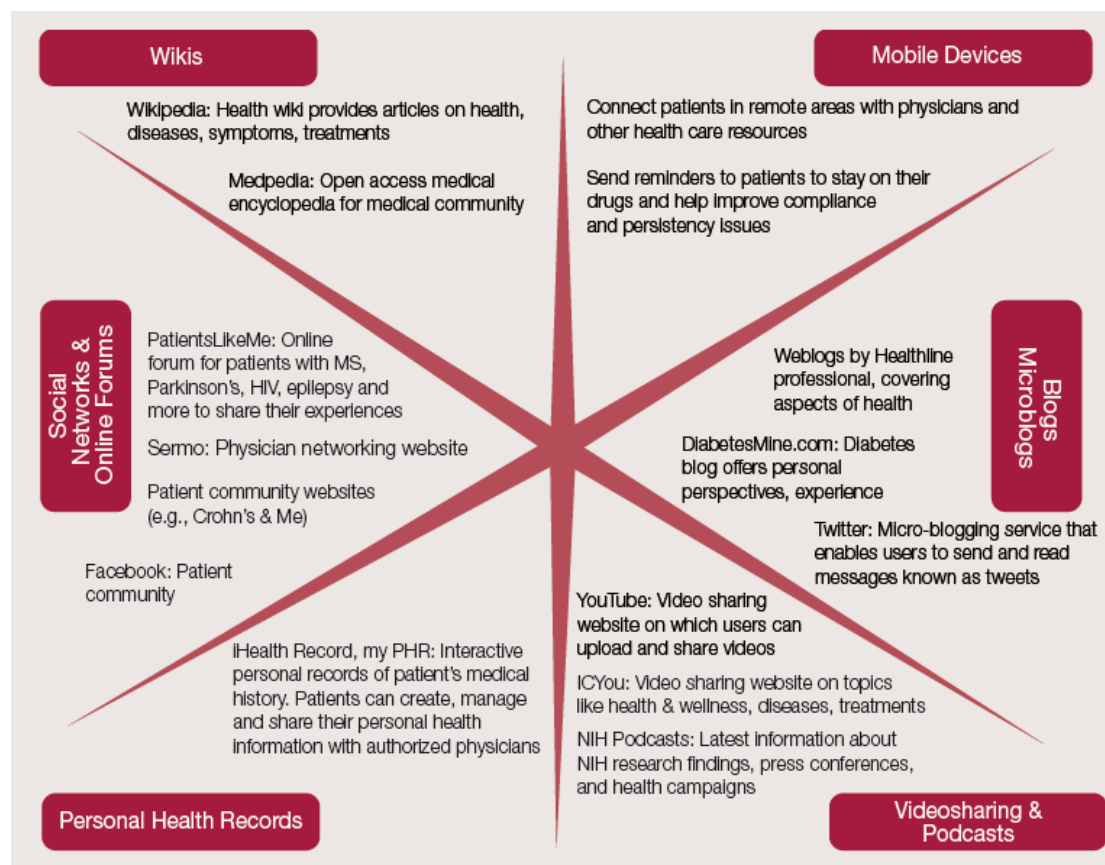 Wikis
Wikipedia: Health wiki provides articles on health,
diseases, symptoms, treatments
Medpedia: Open access medical
encyclopedia for medical community
Mobile Devices
Connect patients in remote areas with physicians and
other health care resources
Send reminders to patients to stay on their
drugs and help improve compliance
and persistency issues
Social
Networks &
Online Forums
PatientsLikeMe: Online
forum for patients with MS,
Parkinson's, HIV, epilepsy and
more to share their experiences
Sermo: Physician networking website
Patient community websites
(e.g., Crohn's & Me)
Facebook: Patient
community
Blogs
Microblogs
Weblogs by Healthline
professional, covering
aspects of health
DiabetesMine.com: Diabetes
blog offers personal
perspectives, experience
Twitter: Micro-blogging service that
enables users to send and read
messages known as tweets
iHealth Record, my PHR: Interactive
personal records of patient's medical
history. Patients can create, manage
and share their personal health
information with authorized physicians
Personal Health Records
YouTube: Video sharing
website on which users can
upload and share videos
ICYou: Video sharing website on topics
like health & wellness, diseases, treatments
NIH Podcasts: Latest information about
NIH research findings, press conferences,
and health campaigns
Videosharing &
Podcasts